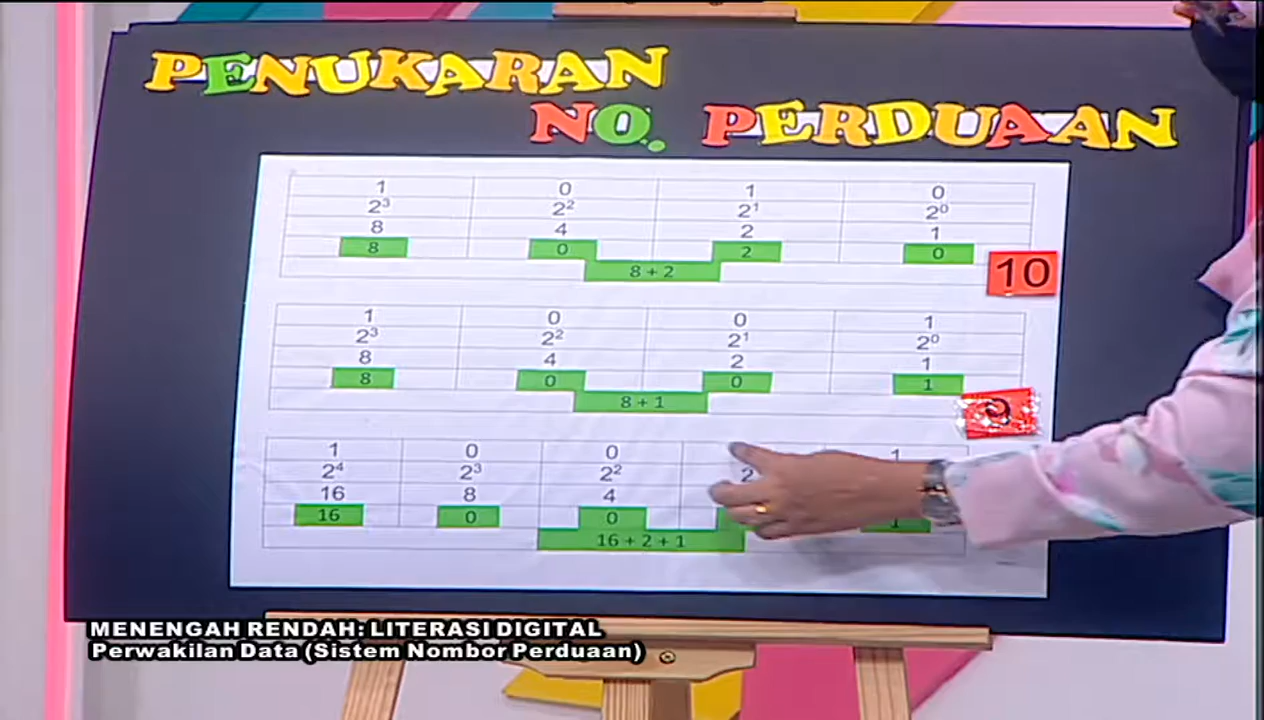 PENUKARAN
NO. PERDUAAN
1 0 1 0
2³ 2² 2¹ 2⁰
8 4 2 1
8 0 2 0
8 + 2
10
1 0 0 1
2³ 2² 2¹ 2⁰
8 4 2 1
8 0 0 1
8 + 1
9
1 0 0 1
2⁴ 2³ 2² 2
16 8 4
16 0 0 1
16 + 2 + 1
MENENGAH RENDAH: LITERASI DIGITAL
Perwakilan Data (Sistem Nombor Perduaan)